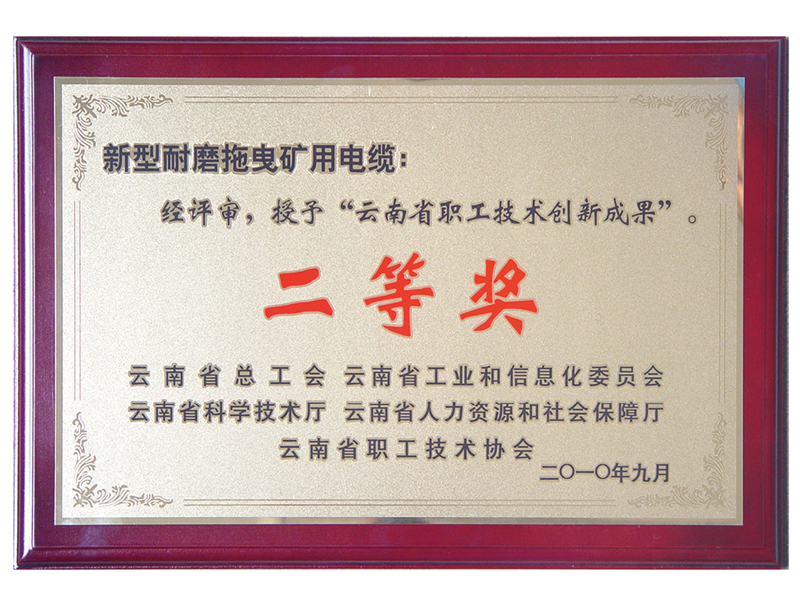 新型耐磨拖曳矿用电缆：
经评审，授予“云南省职工技术创新成果”。
二等奖
云南省总工会 云南省工业和信息化委员会
云南省科学技术厅 云南省人力资源和社会保障厅
云南省职工技术协会
二〇一〇年九月